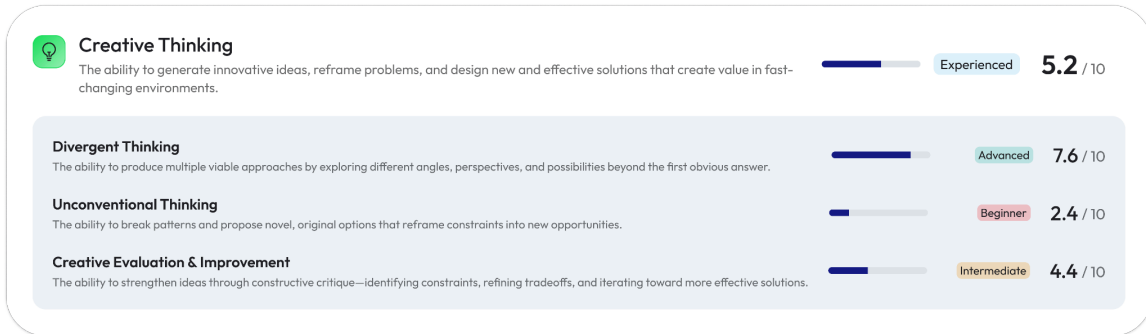 Creative Thinking
The ability to generate innovative ideas, reframe problems, and design new and effective solutions that create value in fast-
changing environments.
Experienced
5.2 / 10
Divergent Thinking
The ability to produce multiple viable approaches by exploring different angles, perspectives, and possibilities beyond the first obvious answer.
Advanced
7.6 / 10
Unconventional Thinking
The ability to break patterns and propose novel, original options that reframe constraints into new opportunities.
Beginner
2.4 / 10
Creative Evaluation & Improvement
The ability to strengthen ideas through constructive critique—identifying constraints, refining tradeoffs, and iterating toward more effective solutions.
Intermediate
4.4 / 10